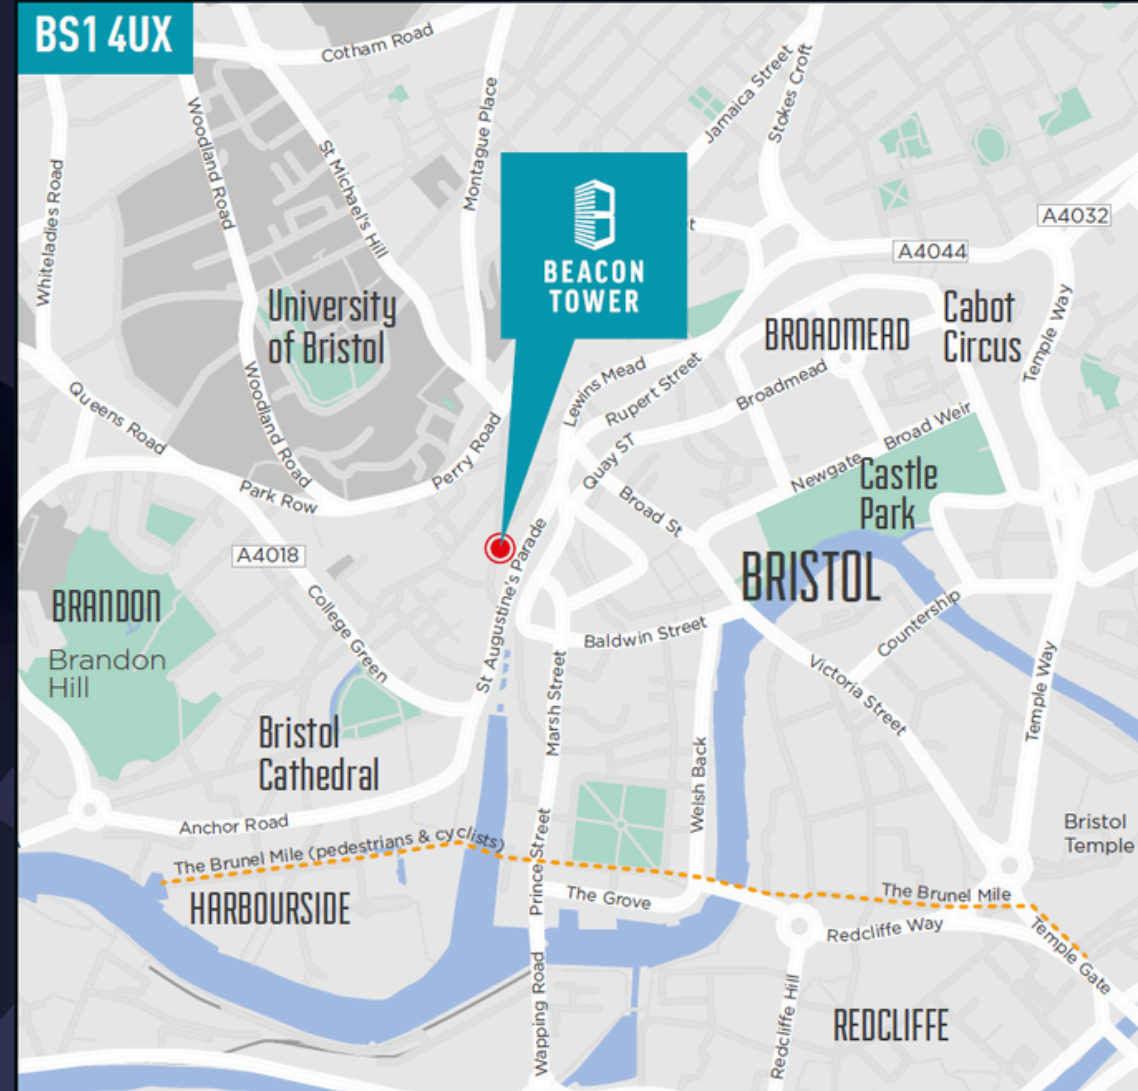 BS1 4UX
Cotham Road
Jamaica Street
Stokes Croft
Woodland Road
St Michael's Hill
Montague Place
Whiteladies Road
A4032
A4044
BEACON
TOWER
University
of Bristol
BROADMEAD
Cabot
Circus
Temple Way
Lewins Mead
Rupert Street
Broadmead
Queens Road
Woodland Road
Perry Road
Quay ST
Broad Weir
Newgate
Castle
Park
Park Row
Broad St
A4018
St Augustine's Parade
BRISTOL
BRANDON
Brandon
Hill
College Green
Baldwin Street
Countership
Victoria Street
Temple Way
Marsh Street
Bristol
Cathedral
Welsh Back
Anchor Road
Bristol
Temple
The Brunel Mile (pedestrians & cyclists)
Prince Street
HARBOURSIDE
The Grove
The Brunel Mile
Redcliffe Way
Temple Gate
Wapping Road
Redcliffe Hill
REDCLIFFE